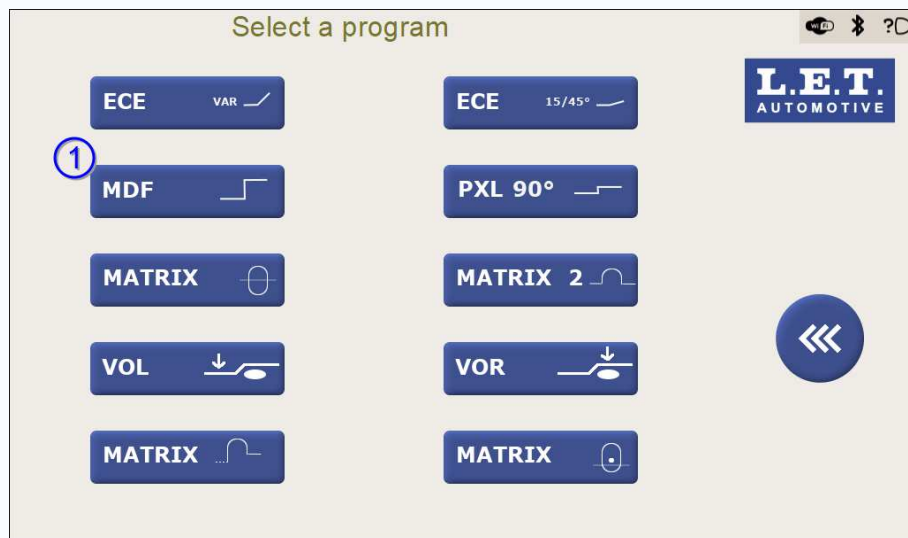 Select a program
WiFi ?
L.E.T.
AUTOMOTIVE
ECE VAR
ECE 15/45°
1
MDF
PXL 90°
MATRIX
MATRIX 2
VOL
VOR
MATRIX
MATRIX